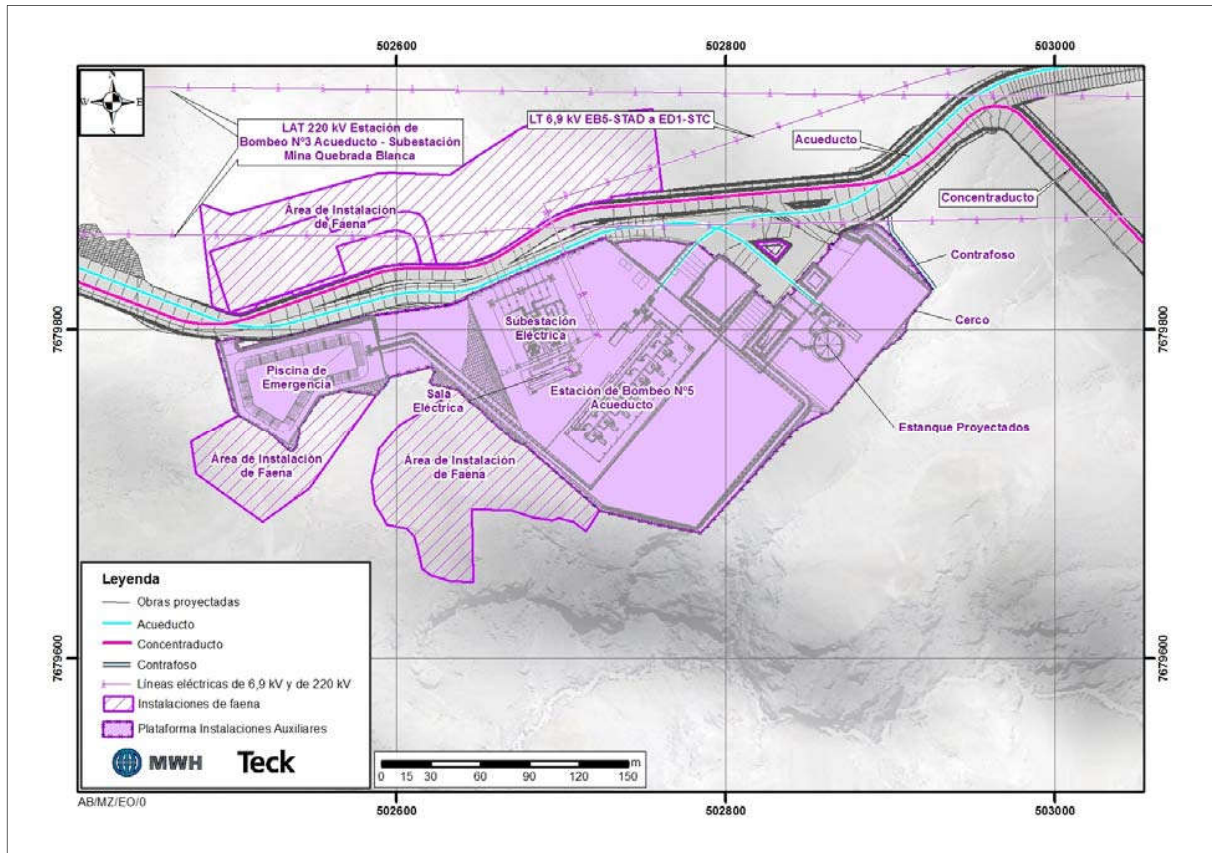 502600
502800
503000
N
W
E
S
LAT 220 kV Estación de
Bombeo Nº3 Acueducto - Subestación
Mina Quebrada Blanca
LT 6,9 kV EB5-STAD a ED1-STC
Acueducto
Concentraducto
Área de Instalación
de Faena
Contrafoso
Cerco
7679800
7679800
Subestación
Eléctrica
Piscina de
Emergencia
Sala
Eléctrica
Estación de Bombeo Nº5
Acueducto
Estanque Proyectados
Área de Instalación
de Faena
Área de Instalación
de Faena
7679600
7679600
Leyenda
Obras proyectadas
Acueducto
Concentraducto
Contrafoso
Líneas eléctricas de 6,9 kV y de 220 kV
Instalaciones de faena
Plataforma Instalaciones Auxiliares
MWH
Teck
m
0 15 30 60 90 120 150
AB/MZ/EO/0
502600
502800
503000